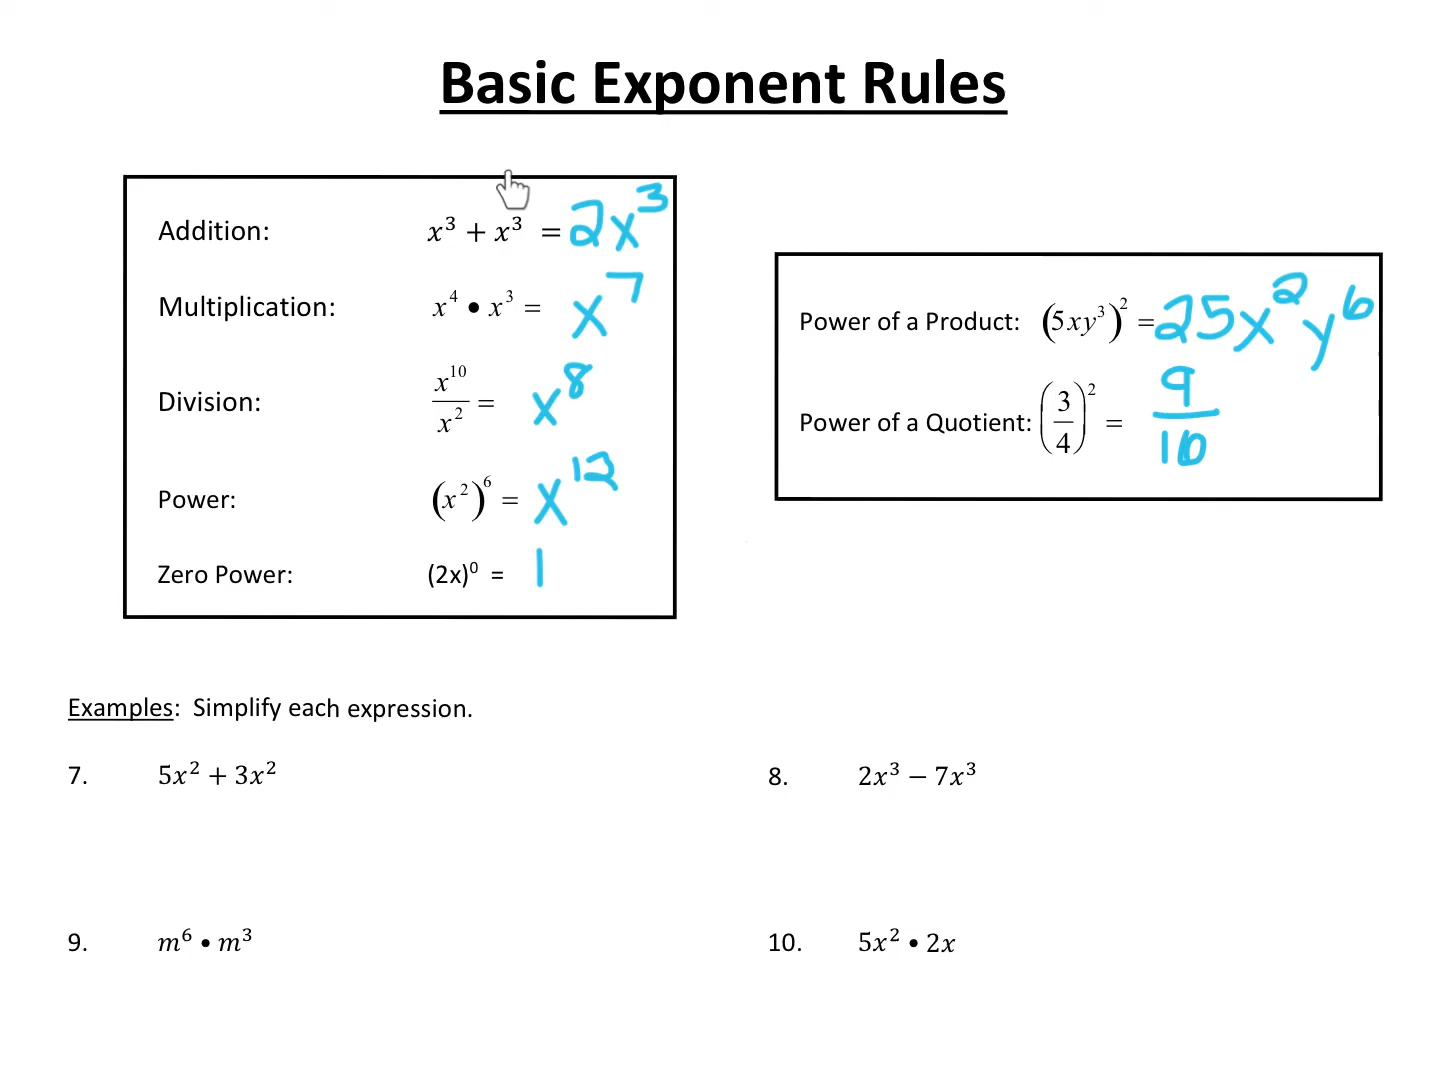 Basic Exponent Rules
Addition: x³ + x³ = 2x³
Multiplication: x⁴ • x³ = x⁷
Division: x¹⁰/x² = x⁸
Power: (x²)⁶ = x¹²
Zero Power: (2x)⁰ = 1
Power of a Product: (5xy³)² = 25x²y⁶
Power of a Quotient: (3/4)² = 9/16
Examples: Simplify each expression.
7. 5x² + 3x²
8. 2x³ − 7x³
9. m⁶ • m³
10. 5x² • 2x